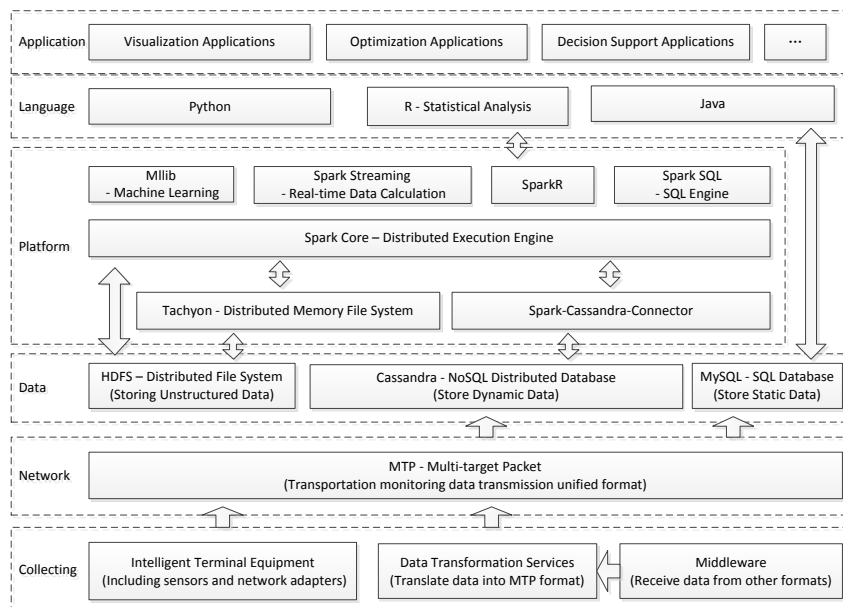 Application
Visualization Applications
Optimization Applications
Decision Support Applications
...
Language
Python
R - Statistical Analysis
Java
Platform
Mllib
- Machine Learning
Spark Streaming
- Real-time Data Calculation
SparkR
Spark SQL
- SQL Engine
Spark Core – Distributed Execution Engine
Tachyon - Distributed Memory File System
Spark-Cassandra-Connector
Data
HDFS – Distributed File System
(Storing Unstructured Data)
Cassandra - NoSQL Distributed Database
(Store Dynamic Data)
MySQL - SQL Database
(Store Static Data)
Network
MTP - Multi-target Packet
(Transportation monitoring data transmission unified format)
Collecting
Intelligent Terminal Equipment
(Including sensors and network adapters)
Data Transformation Services
(Translate data into MTP format)
Middleware
(Receive data from other formats)